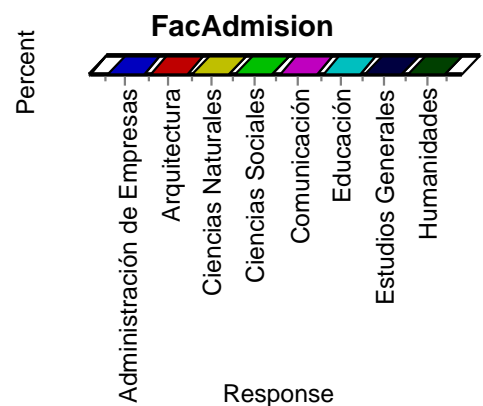 FacAdmision
Percent
Administración de Empresas
Arquitectura
Ciencias Naturales
Ciencias Sociales
Comunicación
Educación
Estudios Generales
Humanidades
Response